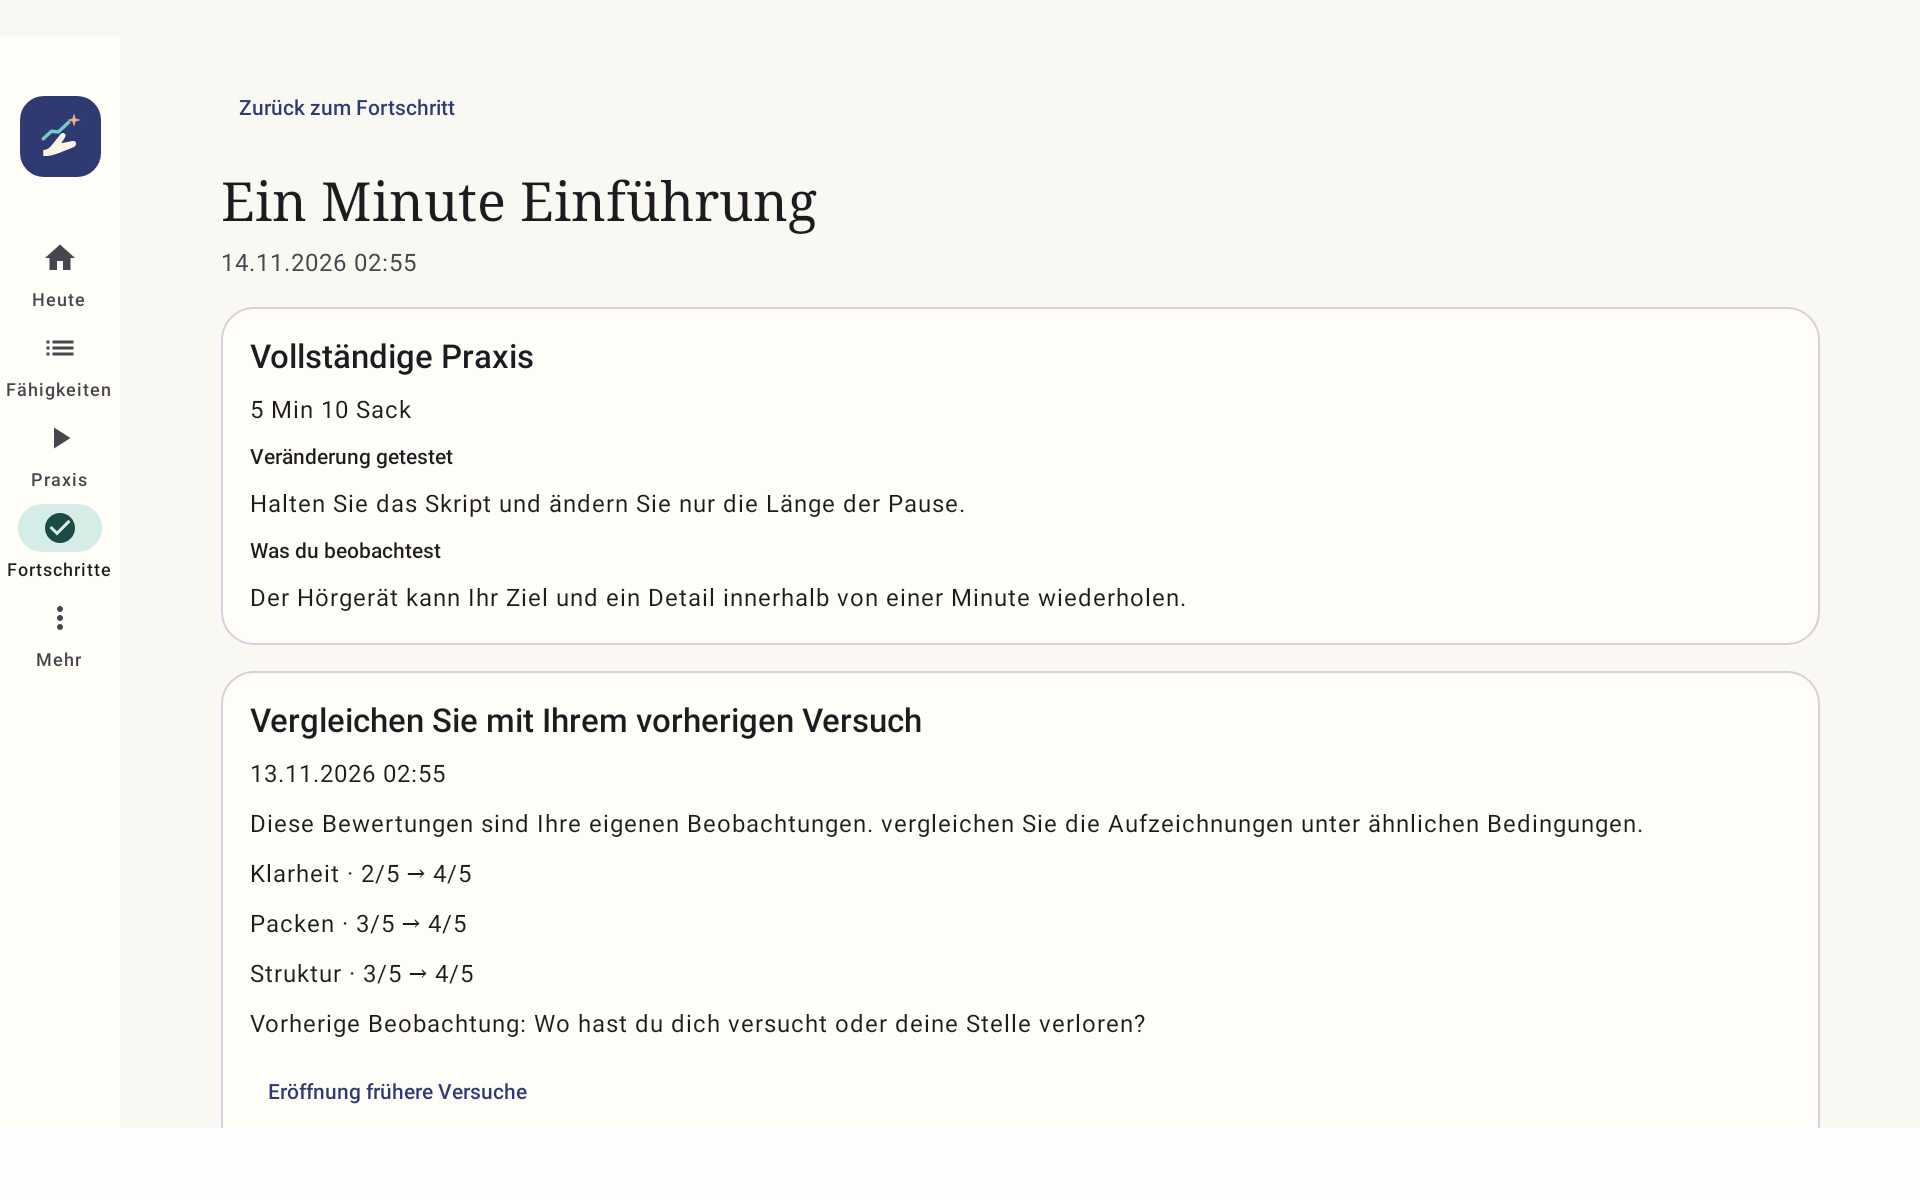 Zurück zum Fortschritt
Ein Minute Einführung
14.11.2026 02:55
Heute
Fähigkeiten
Praxis
Fortschritte
Mehr
Vollständige Praxis
5 Min 10 Sack
Veränderung getestet
Halten Sie das Skript und ändern Sie nur die Länge der Pause.
Was du beobachtest
Der Hörgerät kann Ihr Ziel und ein Detail innerhalb von einer Minute wiederholen.
Vergleichen Sie mit Ihrem vorherigen Versuch
13.11.2026 02:55
Diese Bewertungen sind Ihre eigenen Beobachtungen. vergleichen Sie die Aufzeichnungen unter ähnlichen Bedingungen.
Klarheit · 2/5 → 4/5
Packen · 3/5 → 4/5
Struktur · 3/5 → 4/5
Vorherige Beobachtung: Wo hast du dich versucht oder deine Stelle verloren?
Eröffnung frühere Versuche